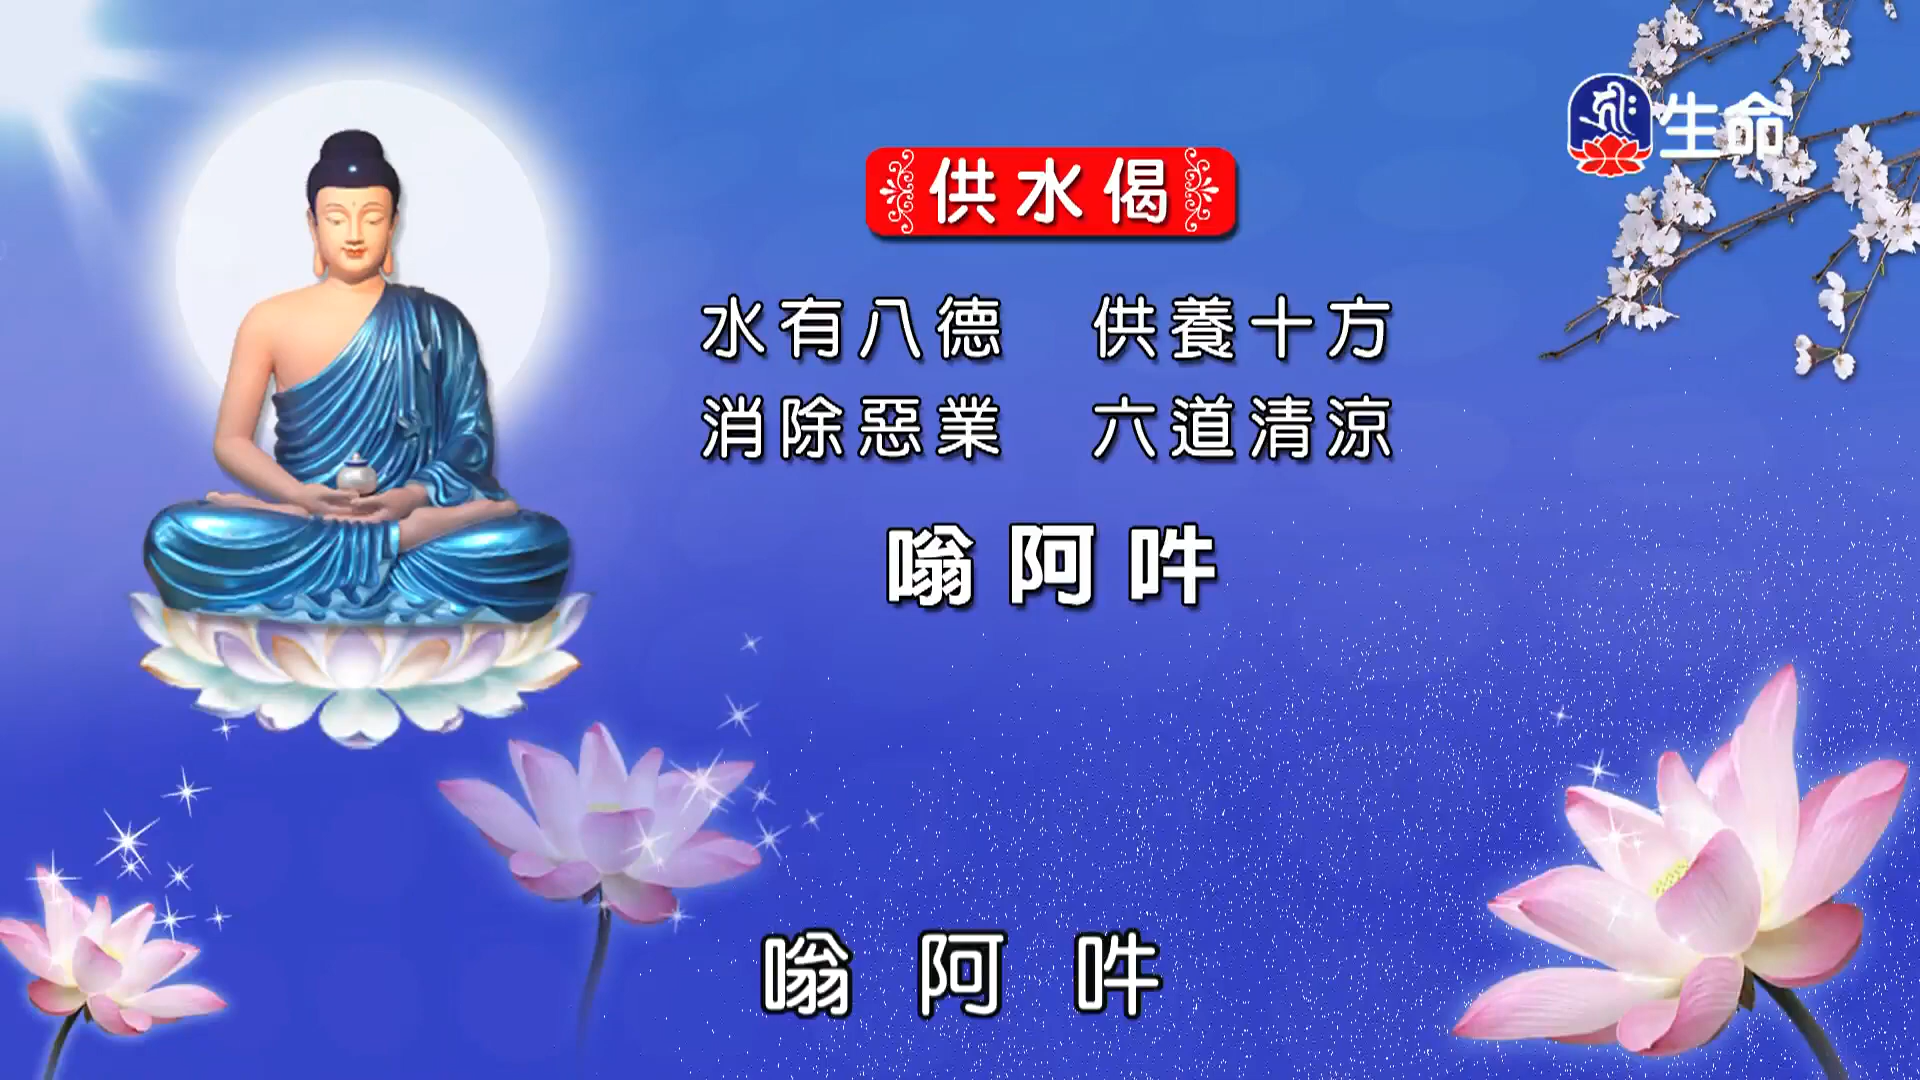 生命
供水偈
水有八德 供養十方
消除惡業 六道清涼
嗡阿吽
嗡阿吽